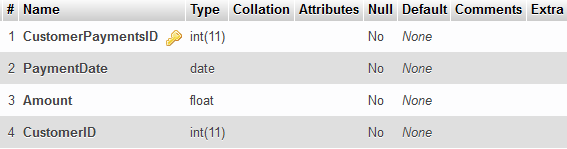 # Name Type Collation Attributes Null Default Comments Extra
1 CustomerPaymentsID int(11) No None
2 PaymentDate date No None
3 Amount float No None
4 CustomerID int(11) No None